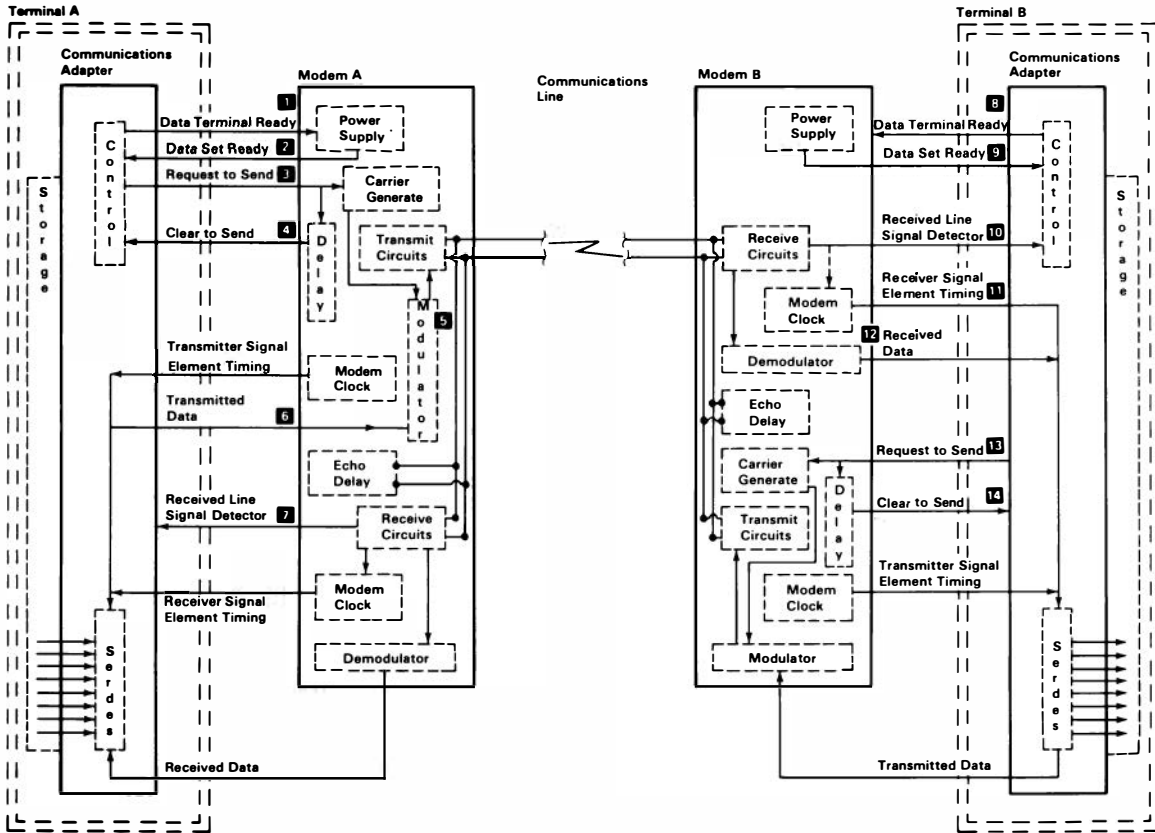 Terminal A
Communications
Adapter
Storage
Control
Serdes
Modem A
1
Data Terminal Ready
Power
Supply
Data Set Ready 2
Request to Send 3
Carrier
Generate
Clear to Send 4
Delay
Transmit
Circuits
5
Modulator
Transmitter Signal
Element Timing
Modem
Clock
Transmitted
Data 6
Echo
Delay
Received Line
Signal Detector 7
Receive
Circuits
Receiver Signal
Element Timing
Modem
Clock
Demodulator
Received Data
Communications
Line
Modem B
Power
Supply
Receive
Circuits
Modem
Clock
Demodulator
Echo
Delay
Carrier
Generate
Delay
Transmit
Circuits
Modem
Clock
Modulator
Terminal B
Communications
Adapter
8
Data Terminal Ready
Data Set Ready 9
Received Line
Signal Detector 10
Receiver Signal
Element Timing 11
12 Received
Data
Request to Send 13
Clear to Send 14
Transmitter Signal
Element Timing
Transmitted Data
Control
Storage
Serdes